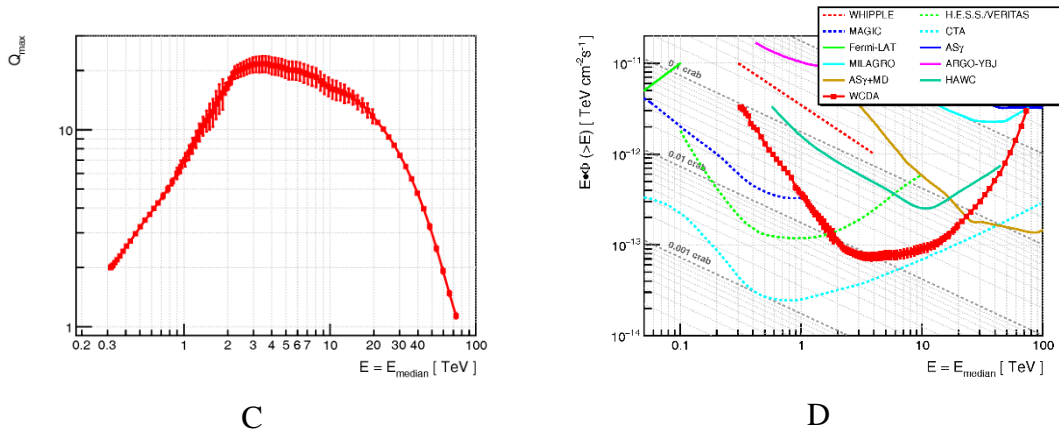 Q_max
10
1
0.2 0.3 1 2 3 4 5 6 7 10 20 30 40 100
E = E_median [ TeV ]
C
E•Φ (>E) [ TeV cm⁻²s⁻¹ ]
WHIPPLE H.E.S.S./VERITAS
MAGIC CTA
Fermi-LAT ASγ
MILAGRO ARGO-YBJ
ASγ+MD HAWC
WCDA
10⁻¹¹
crab
10⁻¹²
0.01 crab
10⁻¹³
0.001 crab
10⁻¹⁴
0.1 1 10 100
E = E_median [ TeV ]
D